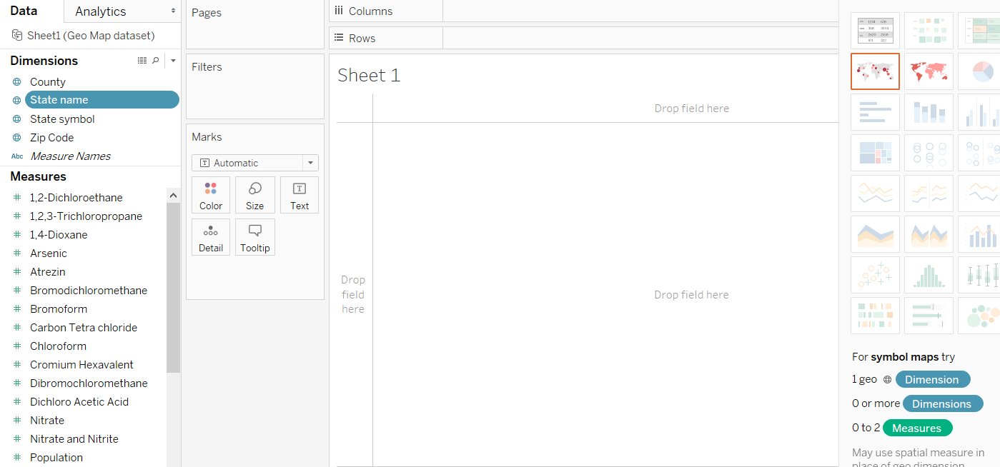 Data
Analytics
Sheet1 (Geo Map dataset)
Dimensions
County
State name
State symbol
Zip Code
Abc Measure Names
Measures
1,2-Dichloroethane
1,2,3-Trichloropropane
1,4-Dioxane
Arsenic
Atrezin
Bromodichloromethane
Bromoform
Carbon Tetra chloride
Chloroform
Cromium Hexavalent
Dibromochloromethane
Dichloro Acetic Acid
Nitrate
Nitrate and Nitrite
Population
Pages
Filters
Marks
T Automatic
Color
Size
T
Text
Detail
Tooltip
Columns
Rows
Sheet 1
Drop field here
Drop
field
here
Drop field here
For symbol maps try
1 geo Dimension
0 or more Dimensions
0 to 2 Measures
May use spatial measure in
place of geo dimension